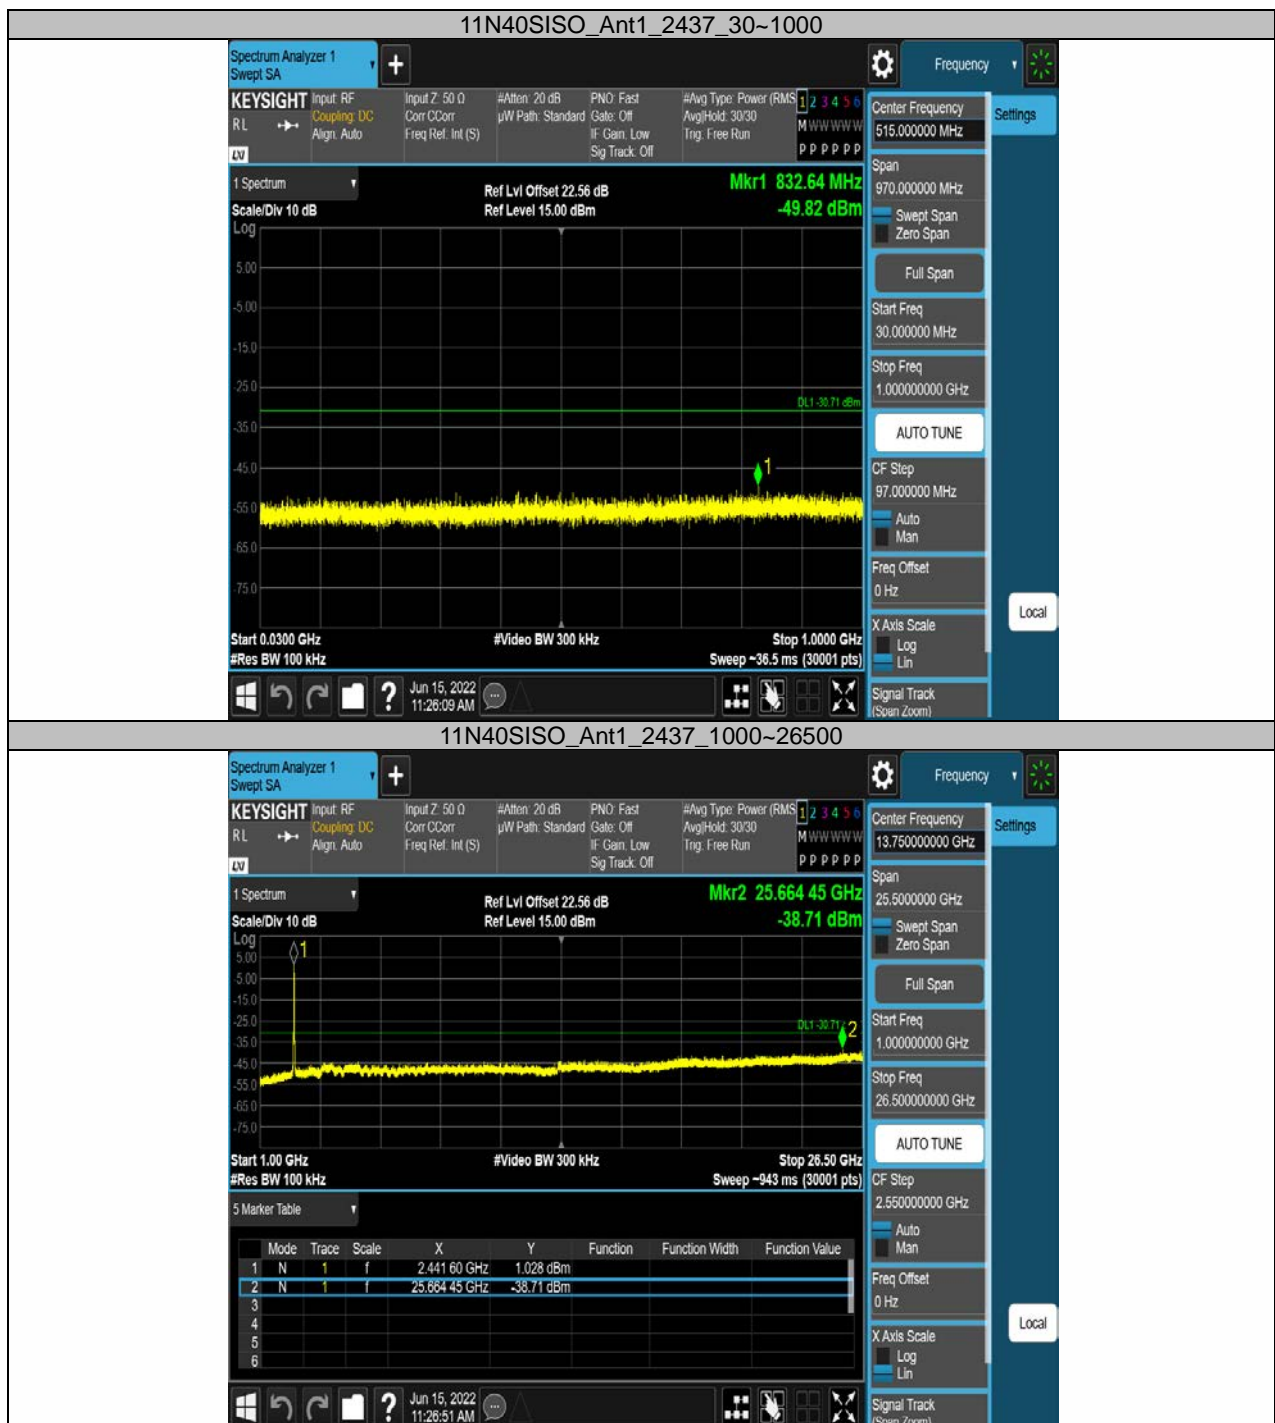 11N40SISO_Ant1_2437_30~1000
Spectrum Analyzer 1
Swept SA
+
Frequency
KEYSIGHT
RL
LXI
Input: RF
Coupling: DC
Align: Auto
Input Z: 50 Ω
Corr CCorr
Freq Ref: Int (S)
#Atten: 20 dB
µW Path: Standard
PNO: Fast
Gate: Off
IF Gain: Low
Sig Track: Off
#Avg Type: Power (RMS
Avg|Hold: 30/30
Trig: Free Run
1 2 3 4 5 6
M W W W W W
P P P P P P
Center Frequency
515.000000 MHz
Settings
Span
970.000000 MHz
Swept Span
Zero Span
Full Span
Start Freq
30.000000 MHz
Stop Freq
1.000000000 GHz
AUTO TUNE
CF Step
97.000000 MHz
Auto
Man
Freq Offset
0 Hz
X Axis Scale
Log
Lin
Signal Track
(Span Zoom)
Local
1 Spectrum
Scale/Div 10 dB
Ref Lvl Offset 22.56 dB
Ref Level 15.00 dBm
Mkr1 832.64 MHz
-49.82 dBm
Log
5.00
-5.00
-15.0
-25.0
DL1 -30.71 dBm
-35.0
-45.0
1
-55.0
-65.0
-75.0
Start 0.0300 GHz
#Video BW 300 kHz
Stop 1.0000 GHz
#Res BW 100 kHz
Sweep ~36.5 ms (30001 pts)
?
Jun 15, 2022
11:26:09 AM
11N40SISO_Ant1_2437_1000~26500
Spectrum Analyzer 1
Swept SA
+
Frequency
KEYSIGHT
RL
LXI
Input: RF
Coupling: DC
Align: Auto
Input Z: 50 Ω
Corr CCorr
Freq Ref: Int (S)
#Atten: 20 dB
µW Path: Standard
PNO: Fast
Gate: Off
IF Gain: Low
Sig Track: Off
#Avg Type: Power (RMS
Avg|Hold: 30/30
Trig: Free Run
1 2 3 4 5 6
M W W W W W
P P P P P P
Center Frequency
13.750000000 GHz
Settings
Span
25.5000000 GHz
Swept Span
Zero Span
Full Span
Start Freq
1.000000000 GHz
Stop Freq
26.500000000 GHz
AUTO TUNE
CF Step
2.550000000 GHz
Auto
Man
Freq Offset
0 Hz
X Axis Scale
Log
Lin
Signal Track
(Span Zoom)
Local
1 Spectrum
Scale/Div 10 dB
Ref Lvl Offset 22.56 dB
Ref Level 15.00 dBm
Mkr2 25.664 45 GHz
-38.71 dBm
Log
1
5.00
-5.00
-15.0
-25.0
DL1 -30.71
2
-35.0
-45.0
-55.0
-65.0
-75.0
Start 1.00 GHz
#Video BW 300 kHz
Stop 26.50 GHz
#Res BW 100 kHz
Sweep ~943 ms (30001 pts)
5 Marker Table
Mode Trace Scale X Y Function Function Width Function Value
1 N 1 f 2.441 60 GHz 1.028 dBm
2 N 1 f 25.664 45 GHz -38.71 dBm
3
4
5
6
?
Jun 15, 2022
11:26:51 AM